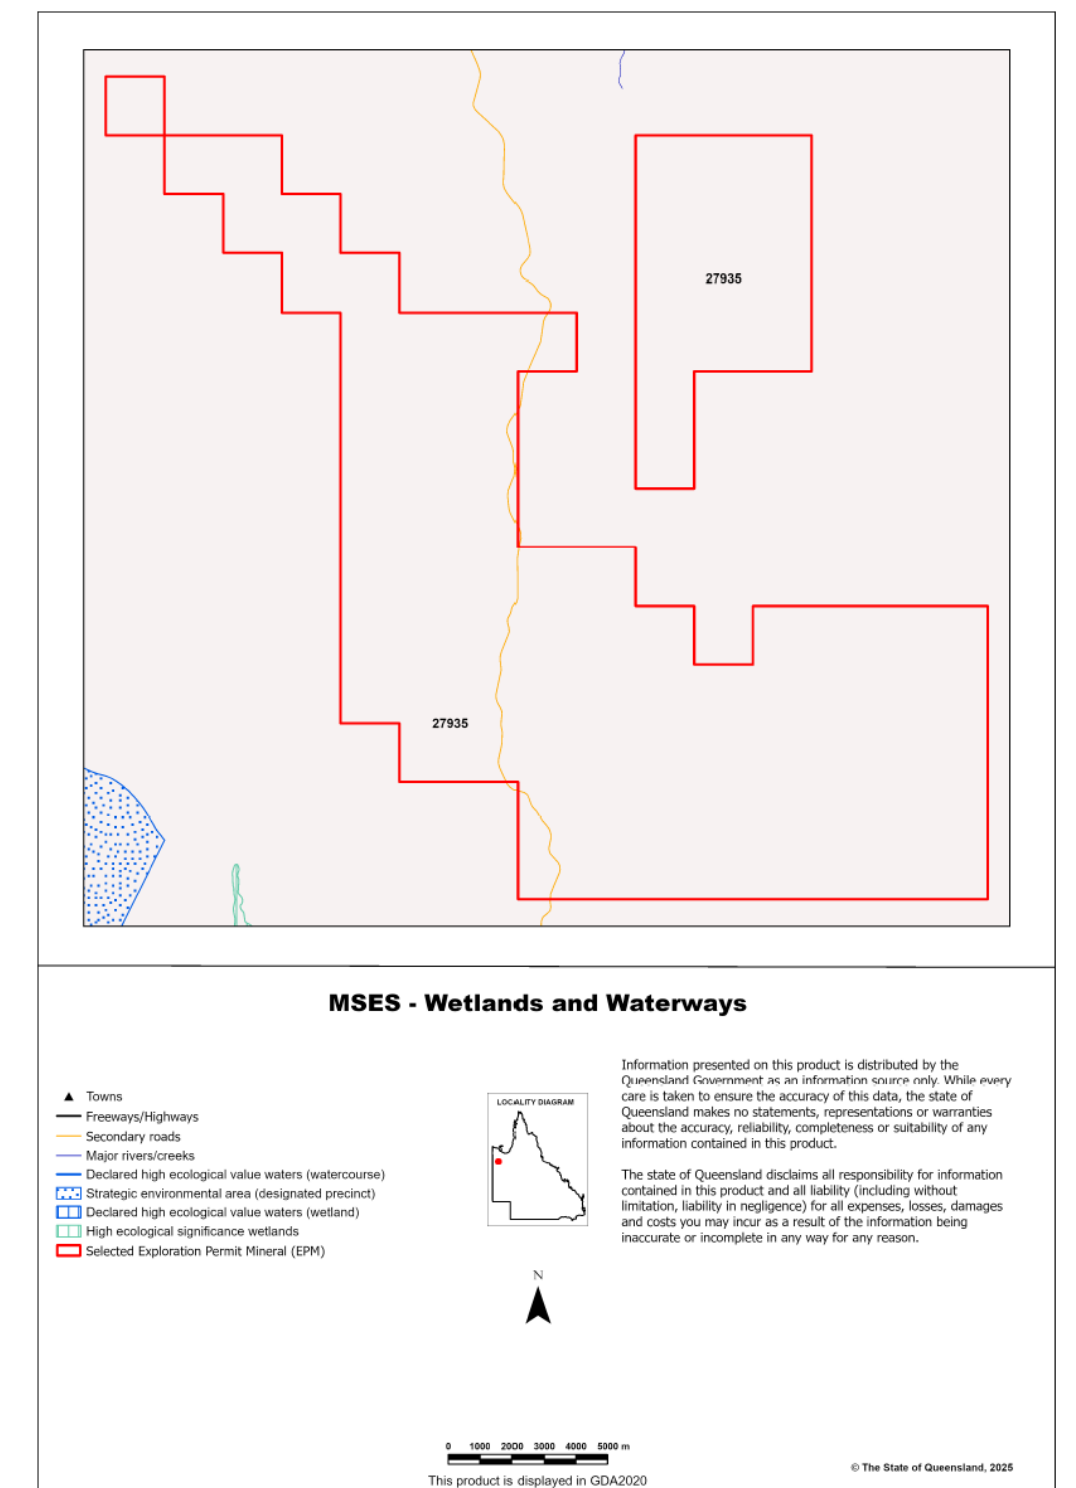 27935
27935
MSES - Wetlands and Waterways
Towns
Freeways/Highways
Secondary roads
Major rivers/creeks
Declared high ecological value waters (watercourse)
Strategic environmental area (designated precinct)
Declared high ecological value waters (wetland)
High ecological significance wetlands
Selected Exploration Permit Mineral (EPM)
LOCALITY DIAGRAM
N
Information presented on this product is distributed by the
Queensland Government as an information source only. While every
care is taken to ensure the accuracy of this data, the state of
Queensland makes no statements, representations or warranties
about the accuracy, reliability, completeness or suitability of any
information contained in this product.
The state of Queensland disclaims all responsibility for information
contained in this product and all liability (including without
limitation, liability in negligence) for all expenses, losses, damages
and costs you may incur as a result of the information being
inaccurate or incomplete in any way for any reason.
0 1000 2000 3000 4000 5000 m
This product is displayed in GDA2020
© The State of Queensland, 2025